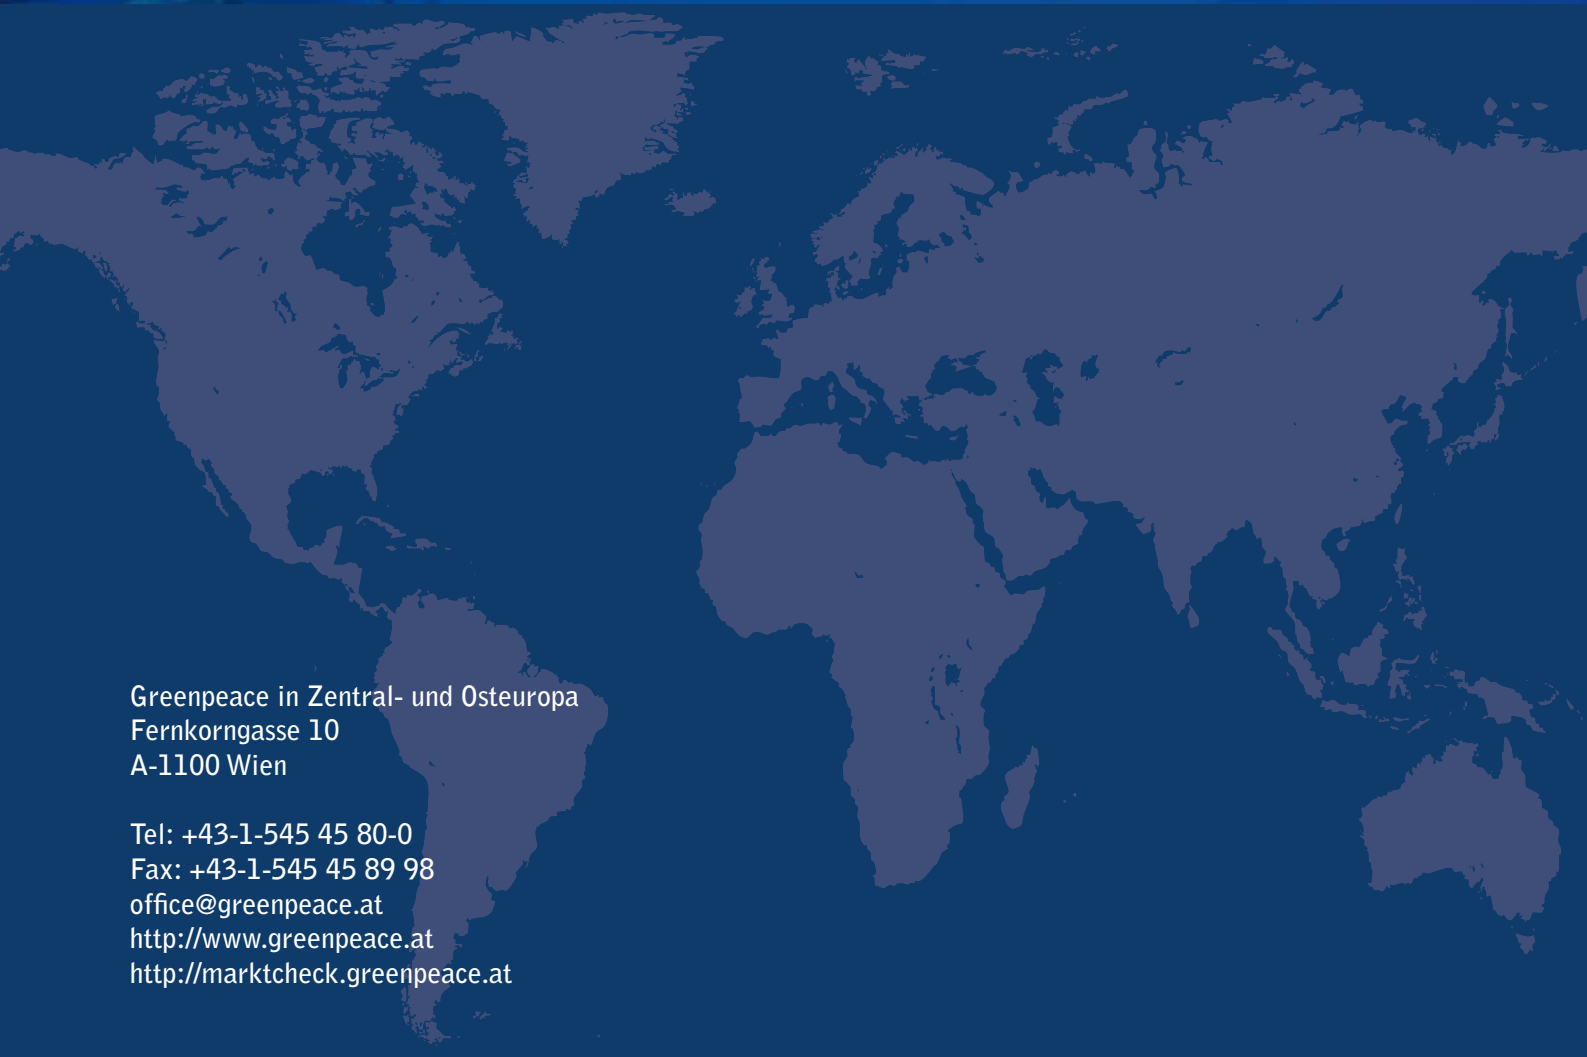 Greenpeace in Zentral- und Osteuropa
Fernkorngasse 10
A-1100 Wien
Tel: +43-1-545 45 80-0
Fax: +43-1-545 45 89 98
office@greenpeace.at
http://www.greenpeace.at
http://marktcheck.greenpeace.at